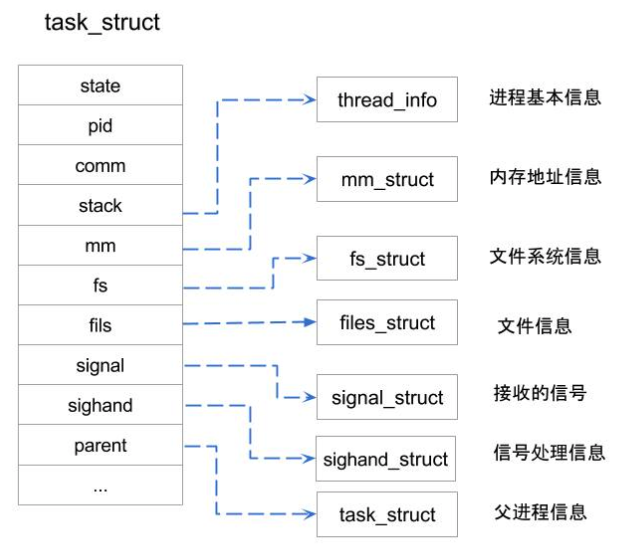 task_struct
state
pid
comm
stack
mm
fs
fils
signal
sighand
parent
...
thread_info 进程基本信息
mm_struct 内存地址信息
fs_struct 文件系统信息
files_struct 文件信息
signal_struct 接收的信号
sighand_struct 信号处理信息
task_struct 父进程信息